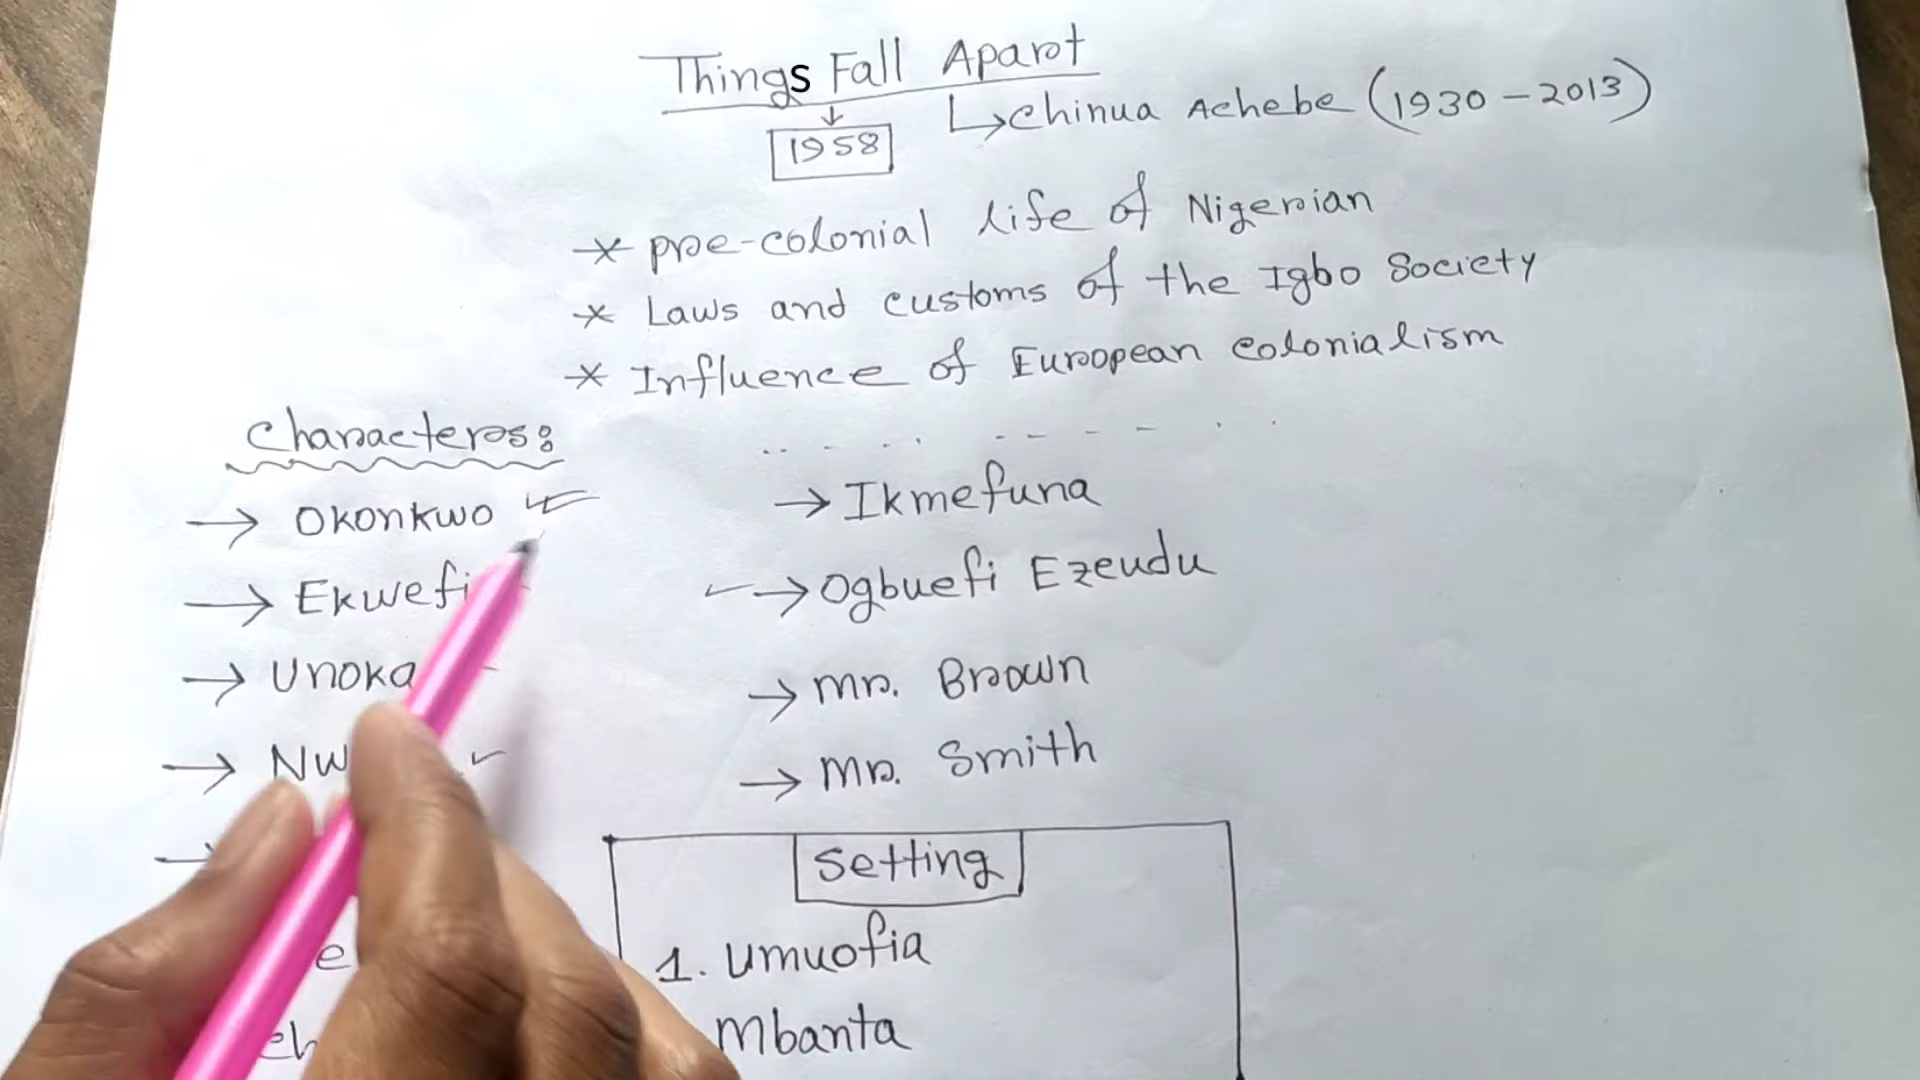 Things Fall Apart
1958
Chinua Achebe (1930-2013)
* Pre-colonial life of Nigerian
* Laws and customs of the Igbo Society
* Influence of European colonialism
Characters:
→ Okonkwo
→ Ekwefi
→ Unoka
→ Ikmefuna
→ Ogbuefi Ezeudu
→ Mr. Brown
→ Mr. Smith
Setting
1. Umuofia
Mbanta